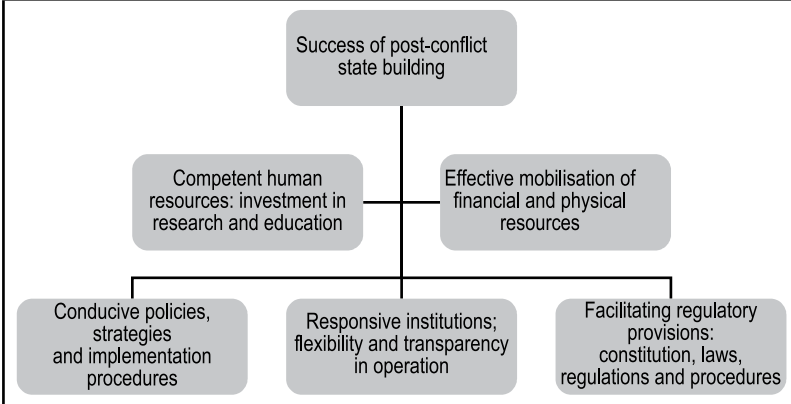 Success of post-conflict
state building
Competent human
resources: investment in
research and education
Effective mobilisation of
financial and physical
resources
Conducive policies,
strategies
and implementation
procedures
Responsive institutions;
flexibility and transparency
in operation
Facilitating regulatory
provisions:
constitution, laws,
regulations and procedures